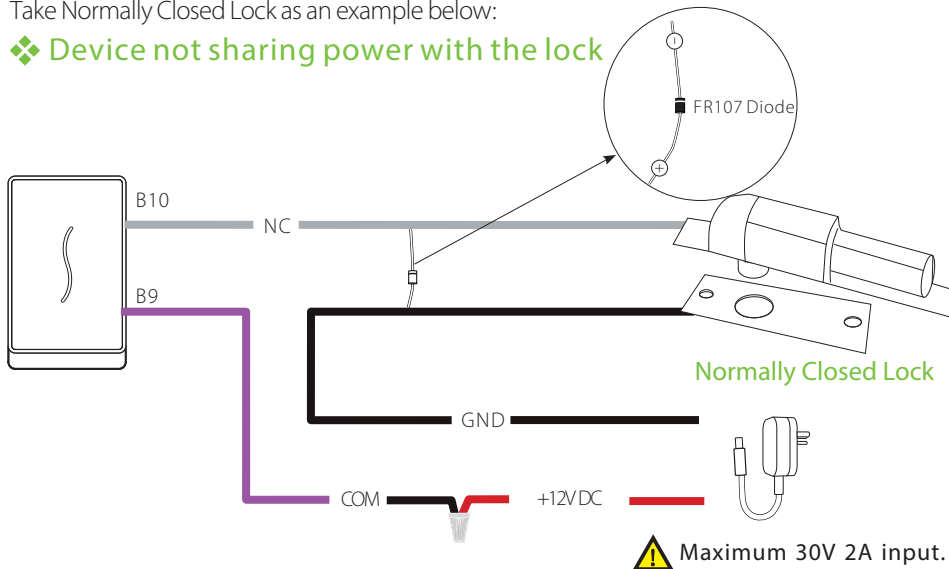 Take Normally Closed Lock as an example below:
❖ Device not sharing power with the lock
−
FR107 Diode
+
B10
NC
B9
Normally Closed Lock
GND
COM
+12V DC
Maximum 30V 2A input.